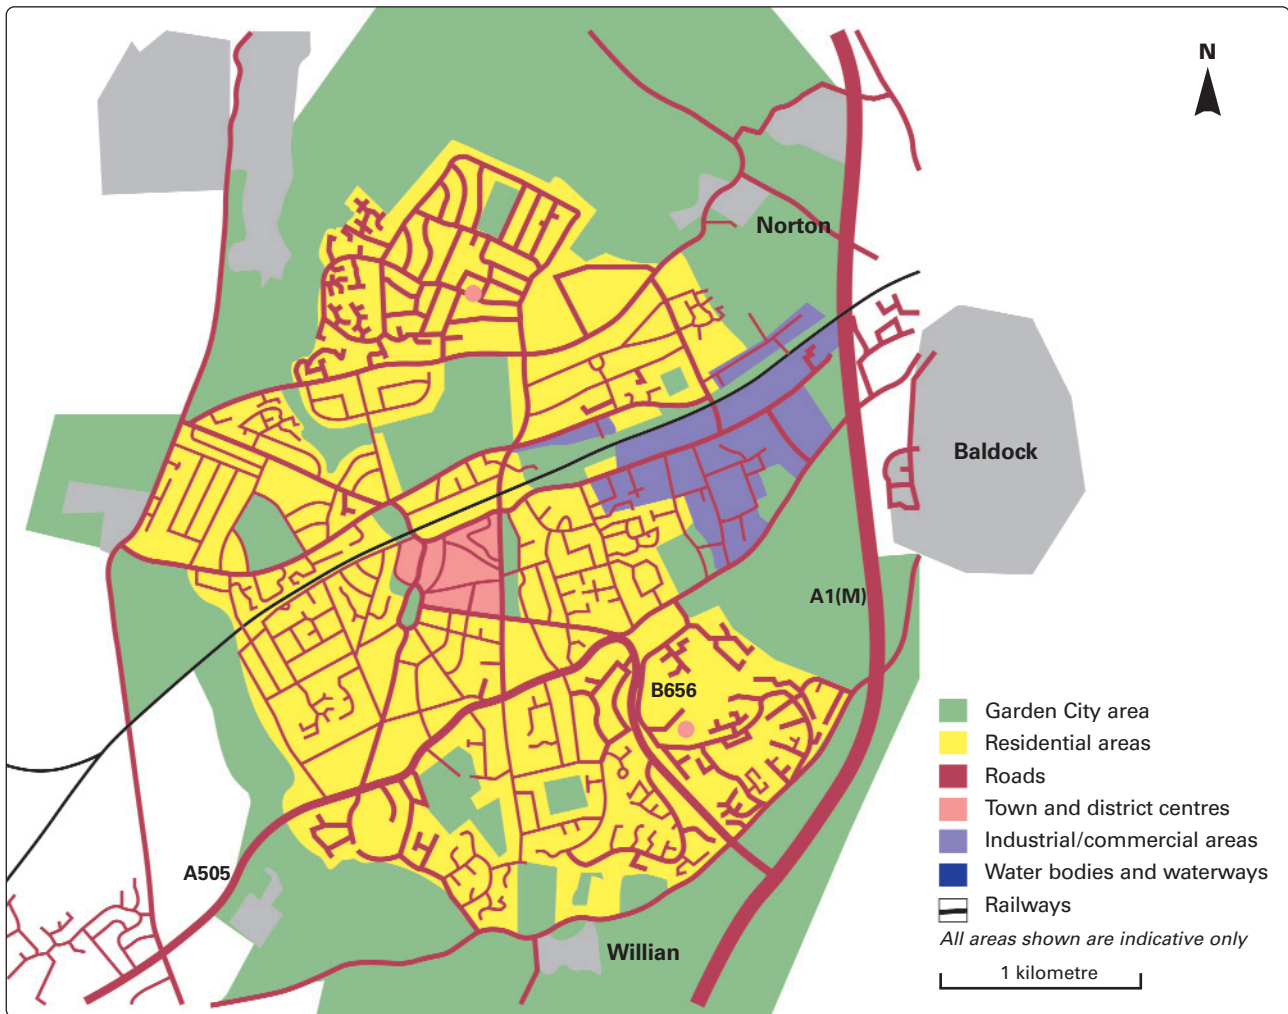 N
Norton
Baldock
A1(M)
B656
Garden City area
Residential areas
Roads
Town and district centres
Industrial/commercial areas
Water bodies and waterways
Railways
All areas shown are indicative only
1 kilometre
A505
Willian